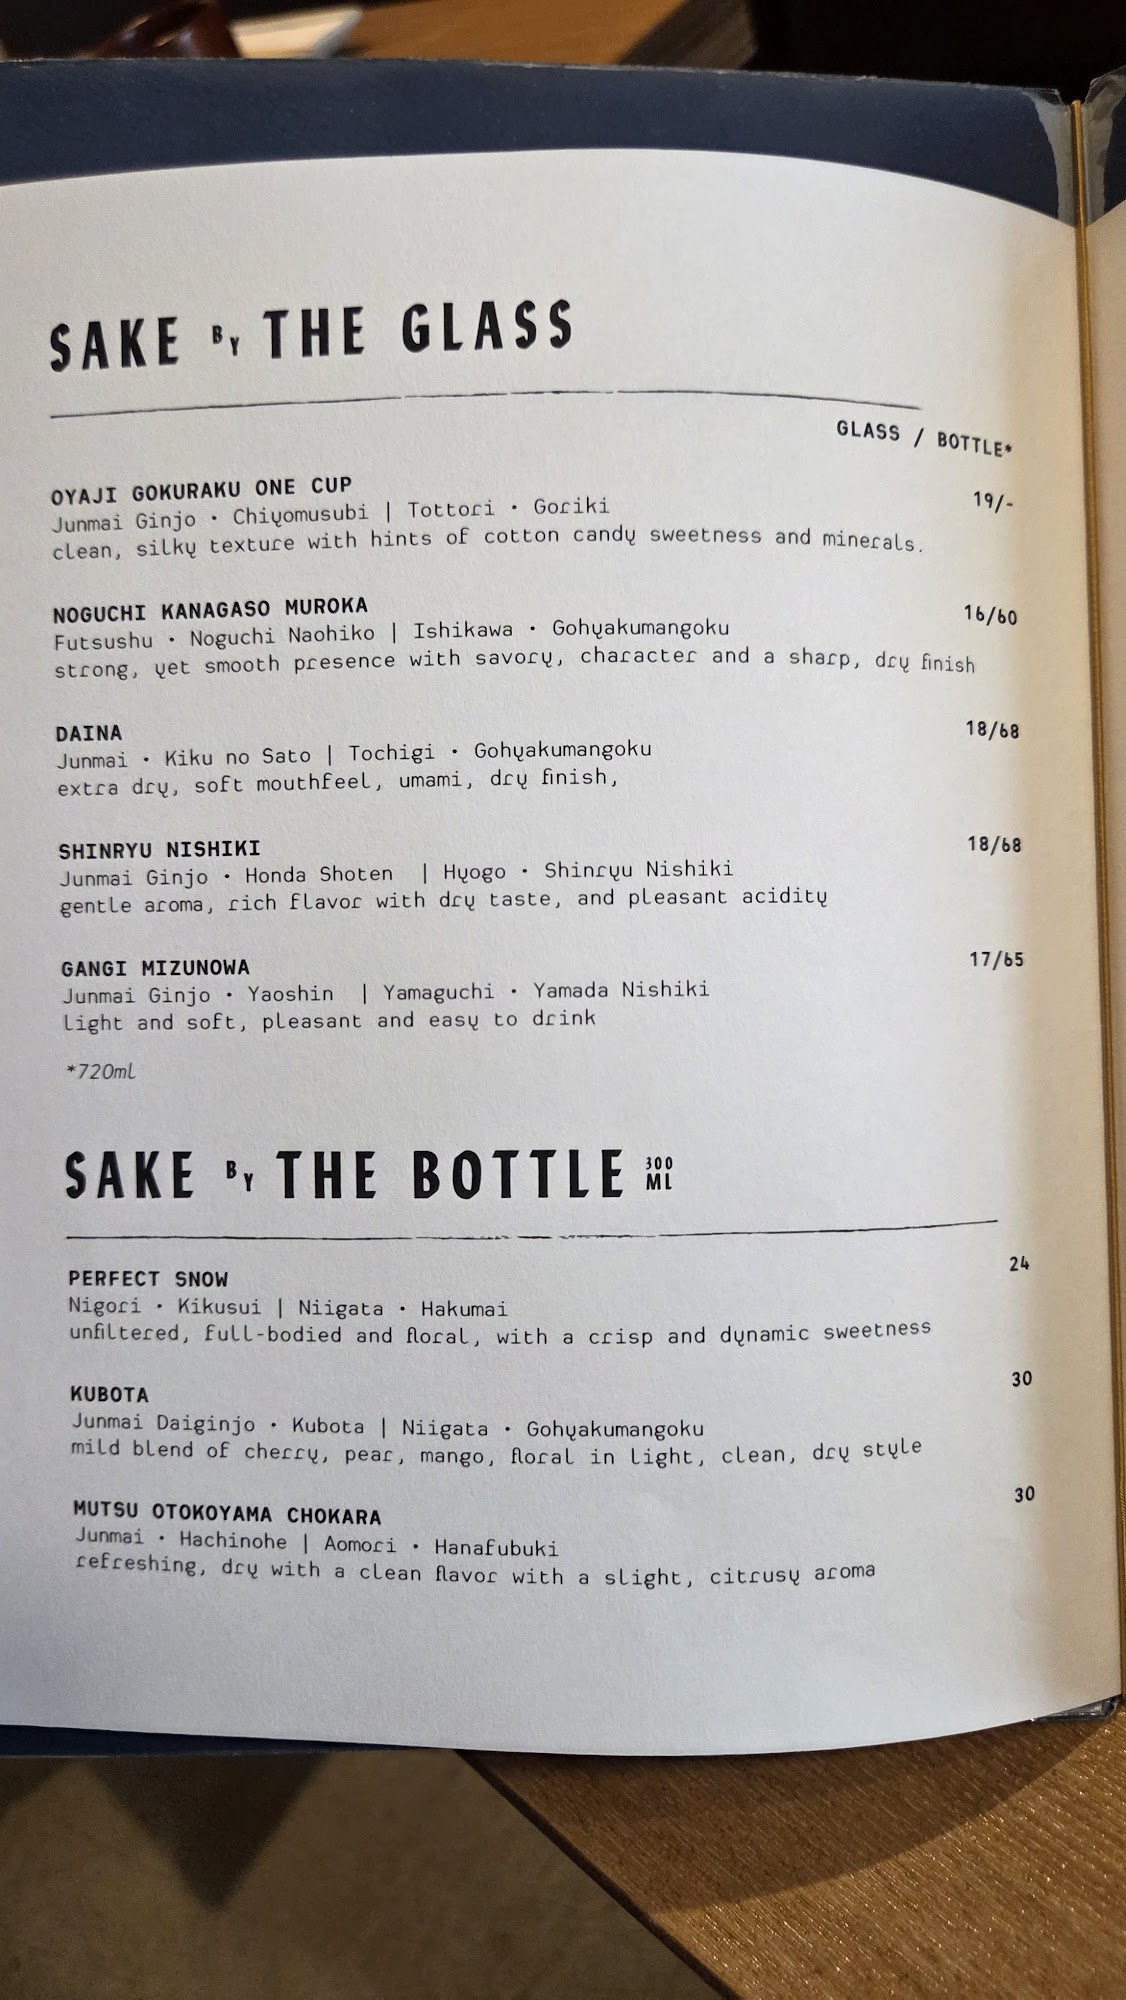 SAKE BY THE GLASS
GLASS / BOTTLE*
OYAJI GOKURAKU ONE CUP 19/-
Junmai Ginjo • Chiyomusubi | Tottori • Goriki
clean, silky texture with hints of cotton candy sweetness and minerals.
NOGUCHI KANAGASO MUROKA 16/60
Futsushu • Noguchi Naohiko | Ishikawa • Gohyakumangoku
strong, yet smooth presence with savory, character and a sharp, dry finish
DAINA 18/68
Junmai • Kiku no Sato | Tochigi • Gohyakumangoku
extra dry, soft mouthfeel, umami, dry finish,
SHINRYU NISHIKI 18/68
Junmai Ginjo • Honda Shoten | Hyogo • Shinryu Nishiki
gentle aroma, rich flavor with dry taste, and pleasant acidity
GANGI MIZUNOWA 17/65
Junmai Ginjo • Yaoshin | Yamaguchi • Yamada Nishiki
light and soft, pleasant and easy to drink
*720ml
SAKE BY THE BOTTLE 300 ML
PERFECT SNOW 24
Nigori • Kikusui | Niigata • Hakumai
unfiltered, full-bodied and floral, with a crisp and dynamic sweetness
KUBOTA 30
Junmai Daiginjo • Kubota | Niigata • Gohyakumangoku
mild blend of cherry, pear, mango, floral in light, clean, dry style
MUTSU OTOKOYAMA CHOKARA 30
Junmai • Hachinohe | Aomori • Hanafubuki
refreshing, dry with a clean flavor with a slight, citrusy aroma